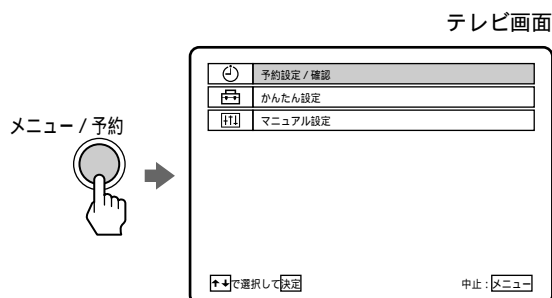 テレビ画面
メニュー / 予約
予約設定 / 確認
かんたん設定
マニュアル設定
↑↓で選択して決定
中止 : メニュー